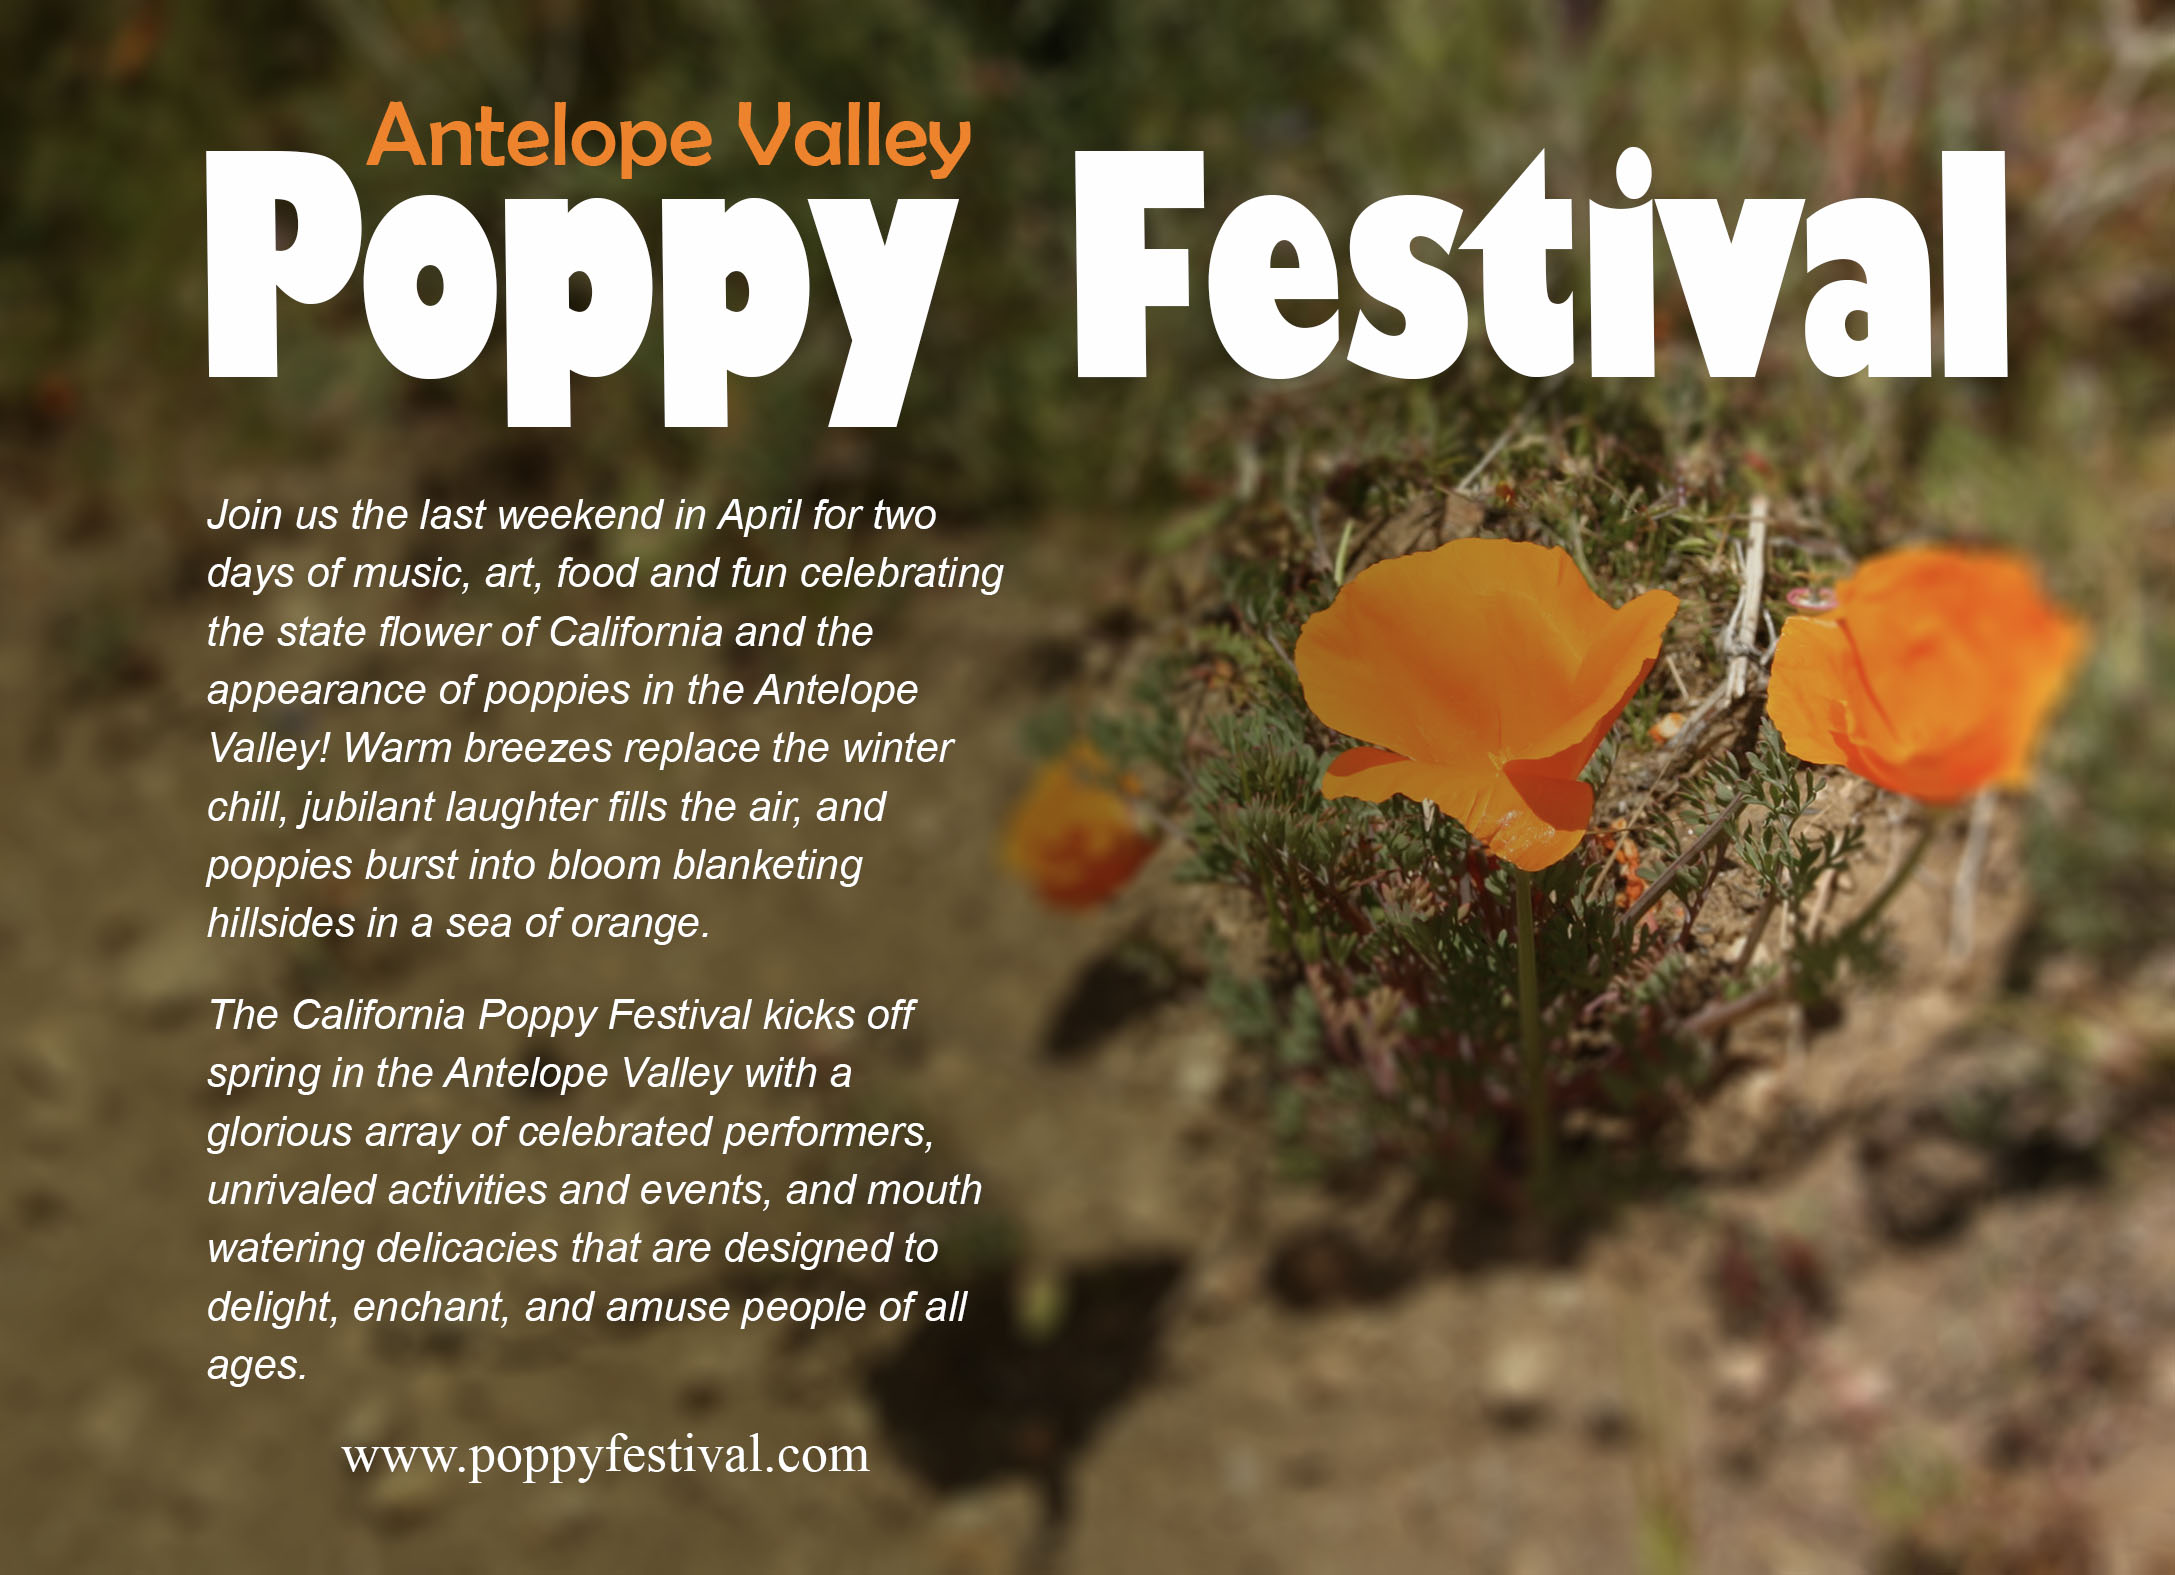 Antelope Valley
Poppy Festival
Join us the last weekend in April for two
days of music, art, food and fun celebrating
the state flower of California and the
appearance of poppies in the Antelope
Valley! Warm breezes replace the winter
chill, jubilant laughter fills the air, and
poppies burst into bloom blanketing
hillsides in a sea of orange.
The California Poppy Festival kicks off
spring in the Antelope Valley with a
glorious array of celebrated performers,
unrivaled activities and events, and mouth
watering delicacies that are designed to
delight, enchant, and amuse people of all
ages.
www.poppyfestival.com